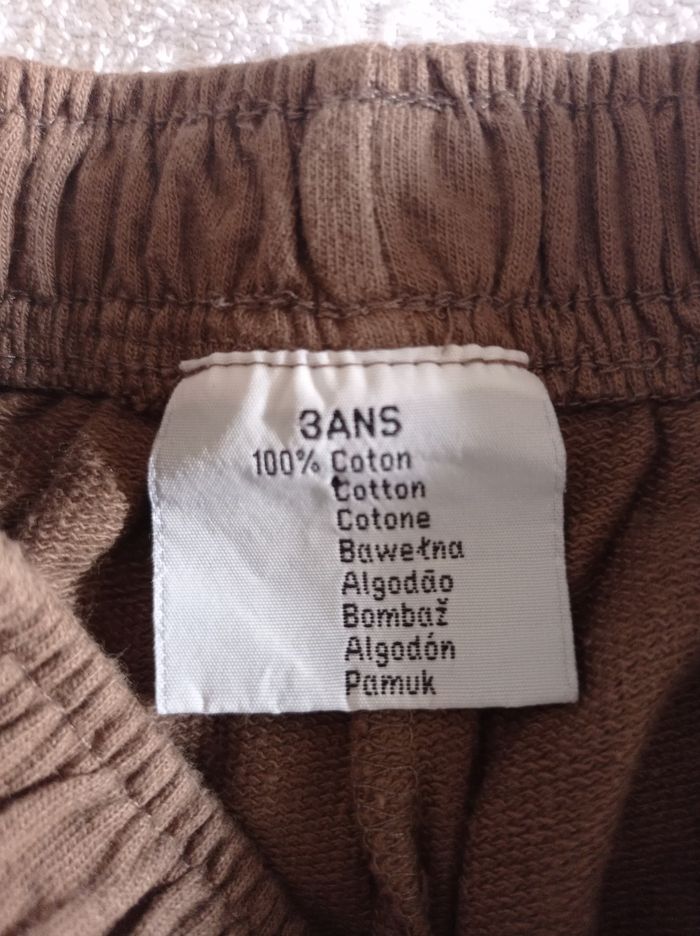 3ANS
100% Coton
Cotton
Cotone
Bawełna
Algodão
Bombaž
Algodón
Pamuk